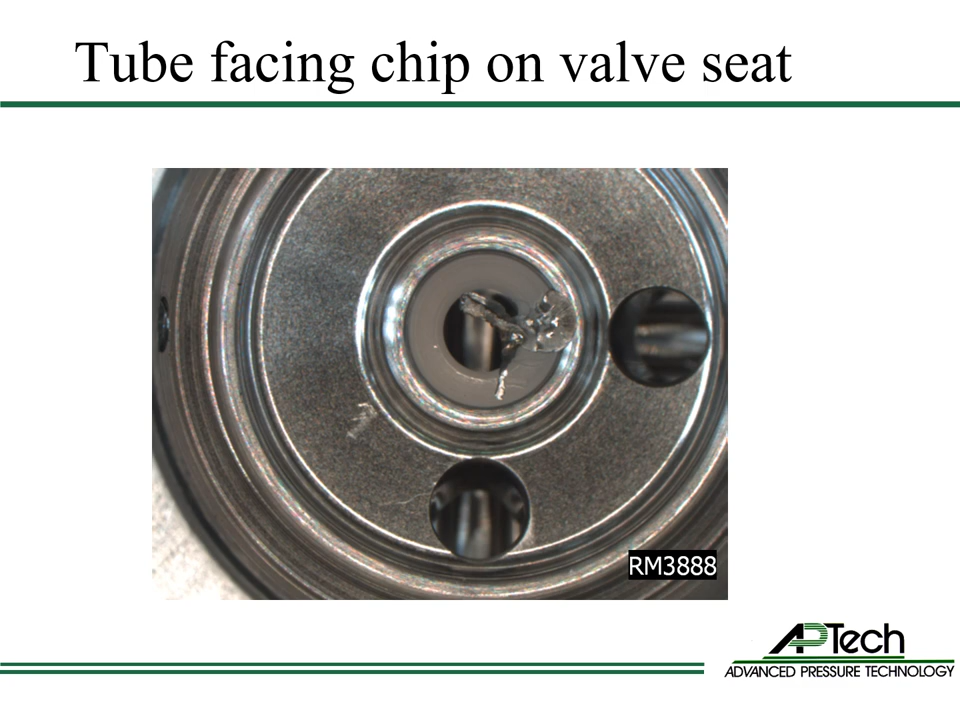 Tube facing chip on valve seat
RM3888
APTech
ADVANCED PRESSURE TECHNOLOGY